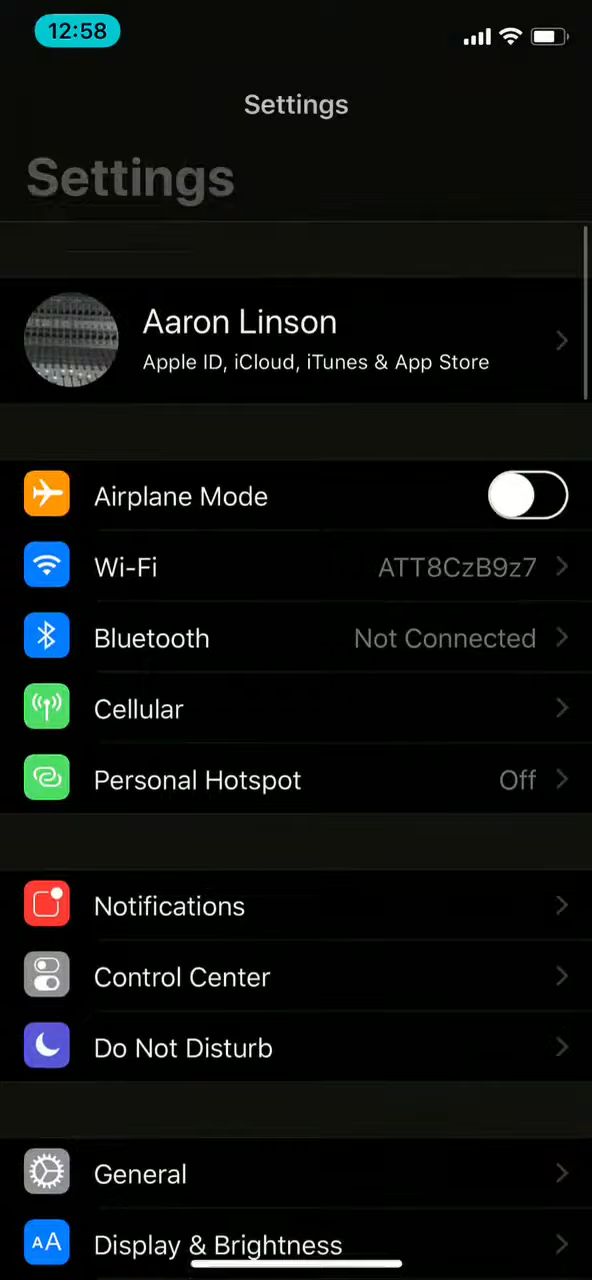 12:58
Settings
Settings
Aaron Linson
Apple ID, iCloud, iTunes & App Store
Airplane Mode
Wi-Fi ATT8CzB9z7
Bluetooth Not Connected
Cellular
Personal Hotspot Off
Notifications
Control Center
Do Not Disturb
General
AA Display & Brightness